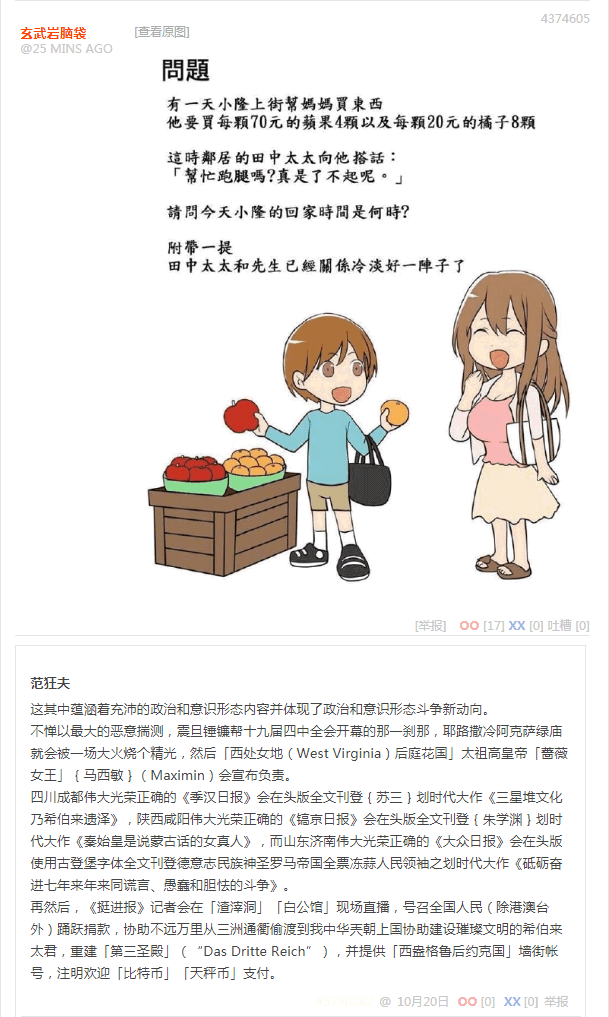 4374605
玄武岩脑袋
[查看原图]
@25 MINS AGO
問題
有一天小隆上街幫媽媽買東西
他要買每顆70元的蘋果4顆以及每顆20元的橘子8顆
這時鄰居的田中太太向他搭話：
「幫忙跑腿嗎?真是了不起呢。」
請問今天小隆的回家時間是何時?
附帶一提
田中太太和先生已經關係冷淡好一陣子了
[举报] OO [17] XX [0] 吐槽 [0]
范狂夫
这其中蕴涵着充沛的政治和意识形态内容并体现了政治和意识形态斗争新动向。
不惮以最大的恶意揣测，震旦锤镰帮十九届四中全会开幕的那一刹那，耶路撒冷阿克萨绿庙
就会被一场大火烧个精光，然后「西处女地（West Virginia）后庭花国」太祖高皇帝「蔷薇
女王」｛马西敏｝（Maximin）会宣布负责。
四川成都伟大光荣正确的《季汉日报》会在头版全文刊登｛苏三｝划时代大作《三星堆文化
乃希伯来遗泽》，陕西咸阳伟大光荣正确的《镐京日报》会在头版全文刊登｛朱学渊｝划时
代大作《秦始皇是说蒙古话的女真人》，而山东济南伟大光荣正确的《大众日报》会在头版
使用古登堡字体全文刊登德意志民族神圣罗马帝国全票冻蒜人民领袖之划时代大作《砥砺奋
进七年来年来同谎言、愚蠢和胆怯的斗争》。
再然后，《挺进报》记者会在「渣滓洞」「白公馆」现场直播，号召全国人民（除港澳台
外）踊跃捐款，协助不远万里从三洲通衢偷渡到我中华天朝上国协助建设璀璨文明的希伯来
太君，重建「第三圣殿」（“Das Dritte Reich”），并提供「西盎格鲁后约克国」墙街帐
号，注明欢迎「比特币」「天秤币」支付。
@ 10月20日 OO [0] XX [0] 举报